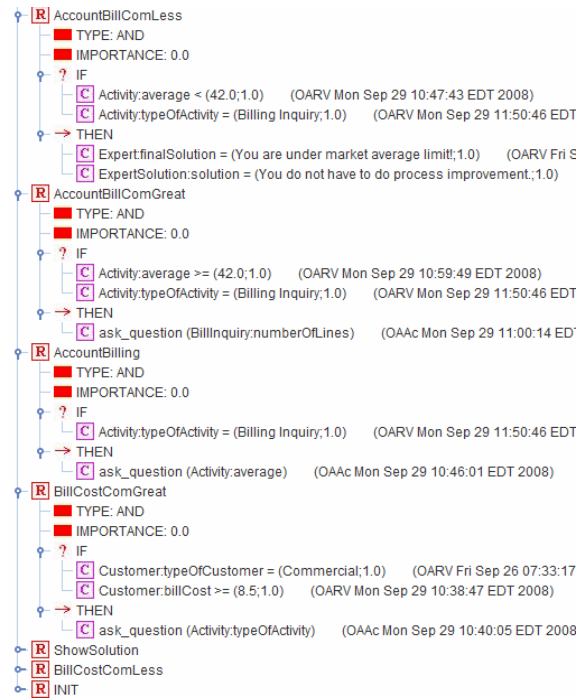 R AccountBillComLess
TYPE: AND
IMPORTANCE: 0.0
? IF
C Activity:average < (42.0;1.0) (OARV Mon Sep 29 10:47:43 EDT 2008)
C Activity:typeOfActivity = (Billing Inquiry;1.0) (OARV Mon Sep 29 11:50:46 EDT
THEN
C Expert:finalSolution = (You are under market average limit!;1.0) (OARV Fri S
C ExpertSolution:solution = (You do not have to do process improvement.;1.0)
R AccountBillComGreat
TYPE: AND
IMPORTANCE: 0.0
? IF
C Activity:average >= (42.0;1.0) (OARV Mon Sep 29 10:59:49 EDT 2008)
C Activity:typeOfActivity = (Billing Inquiry;1.0) (OARV Mon Sep 29 11:50:46 EDT
THEN
C ask_question (BillInquiry:numberOfLines) (OAAc Mon Sep 29 11:00:14 EDT
R AccountBilling
TYPE: AND
IMPORTANCE: 0.0
? IF
C Activity:typeOfActivity = (Billing Inquiry;1.0) (OARV Mon Sep 29 11:50:46 EDT
THEN
C ask_question (Activity:average) (OAAc Mon Sep 29 10:46:01 EDT 2008)
R BillCostComGreat
TYPE: AND
IMPORTANCE: 0.0
? IF
C Customer:typeOfCustomer = (Commercial;1.0) (OARV Fri Sep 26 07:33:17
C Customer:billCost >= (8.5;1.0) (OARV Mon Sep 29 10:38:47 EDT 2008)
THEN
C ask_question (Activity:typeOfActivity) (OAAc Mon Sep 29 10:40:05 EDT 2008
R ShowSolution
R BillCostComLess
R INIT